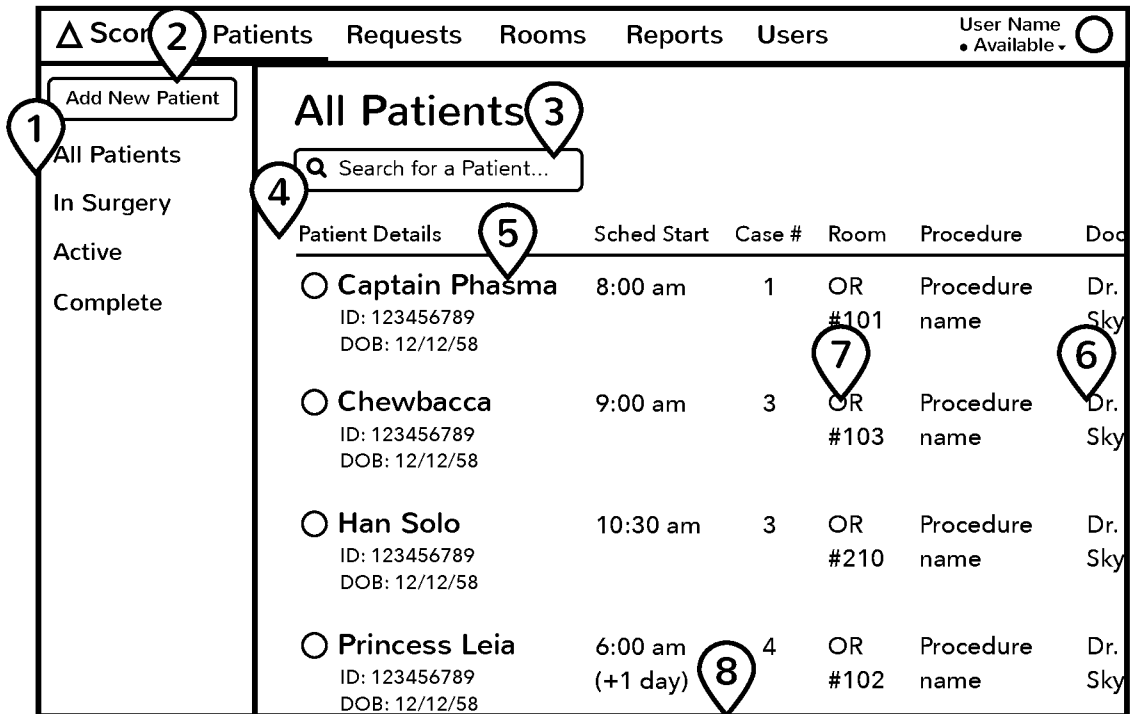 Scor 2 Patients Requests Rooms Reports Users
User Name
• Available
Add New Patient
1
All Patients
In Surgery
Active
Complete
All Patients 3
Search for a Patient...
4
5
Patient Details Sched Start Case # Room Procedure Doc
Captain Phasma 8:00 am 1 OR Procedure Dr.
ID: 123456789 #101 name Sky
DOB: 12/12/58
7 6
Chewbacca 9:00 am 3 OR Procedure Dr.
ID: 123456789 #103 name Sky
DOB: 12/12/58
Han Solo 10:30 am 3 OR Procedure Dr.
ID: 123456789 #210 name Sky
DOB: 12/12/58
Princess Leia 6:00 am 4 OR Procedure Dr.
ID: 123456789 (+1 day) 8 #102 name Sky
DOB: 12/12/58